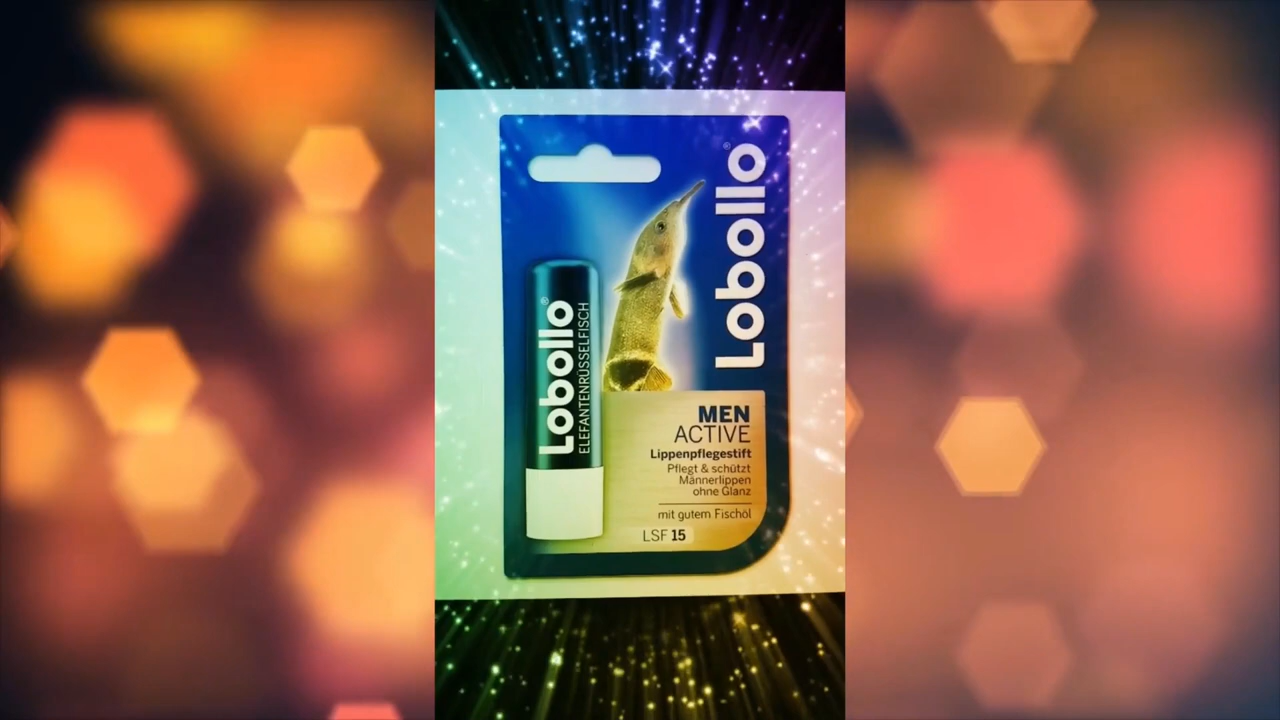 Lobollo®
Lobollo®
ELEFANTENRÜSSELFISCH
MEN
ACTIVE
Lippenpflegestift
Pflegt & schützt
Männerlippen
ohne Glanz
mit gutem Fischöl
LSF 15